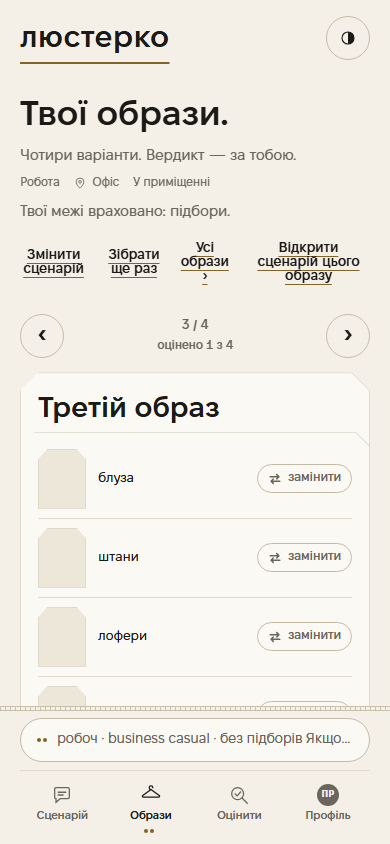 люстерко
Твої образи.
Чотири варіанти. Вердикт — за тобою.
Робота Офіс У приміщенні
Твої межі враховано: підбори.
Змінити
сценарій
Зібрати
ще раз
Усі
образи
›
Відкрити
сценарій цього
образу
‹
3 / 4
оцінено 1 з 4
›
Третій образ
блуза
замінити
штани
замінити
лофери
замінити
робоч · business casual · без підборів Якщо...
Сценарій
Образи
Оцінити
ПР
Профіль